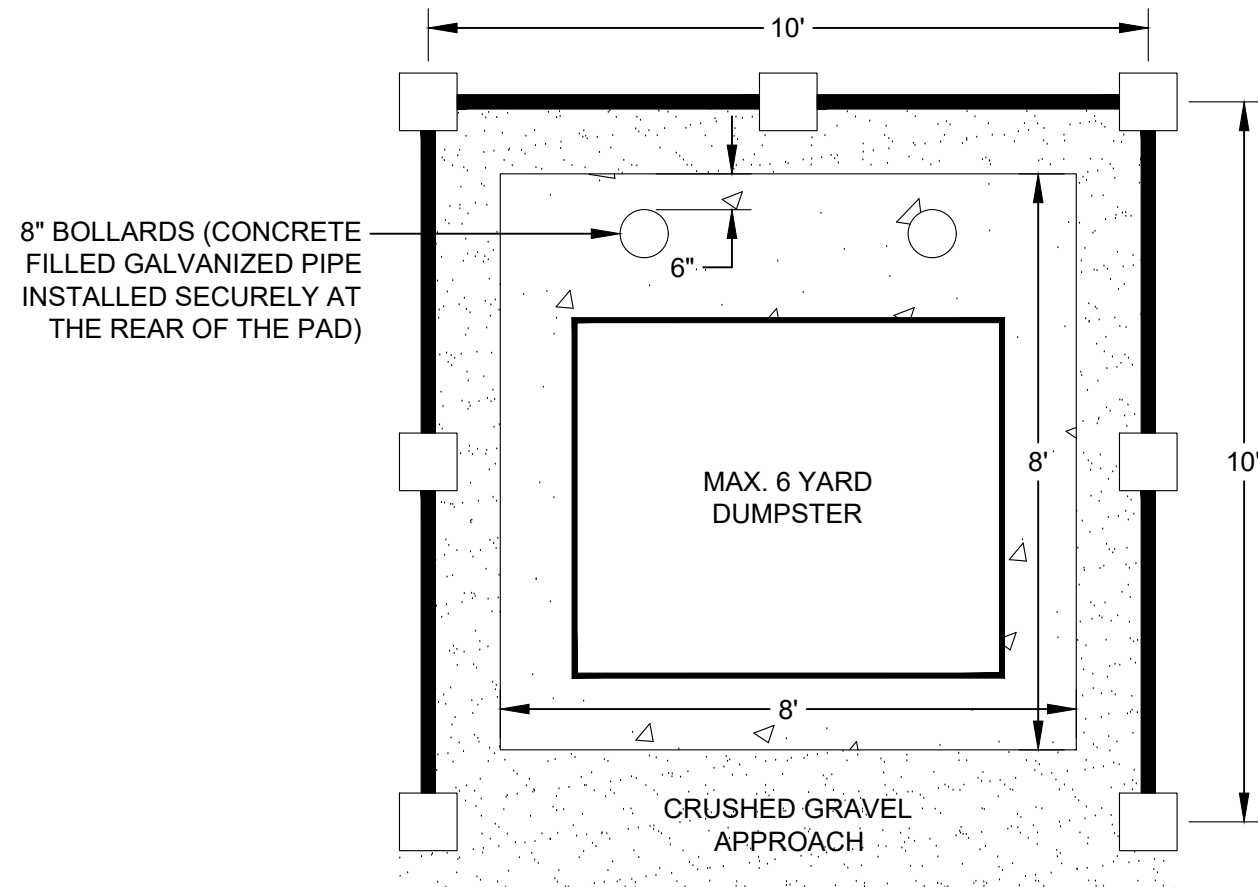 10'
8" BOLLARDS (CONCRETE
FILLED GALVANIZED PIPE
INSTALLED SECURELY AT
THE REAR OF THE PAD)
6"
MAX. 6 YARD
DUMPSTER
8'
10'
8'
CRUSHED GRAVEL
APPROACH